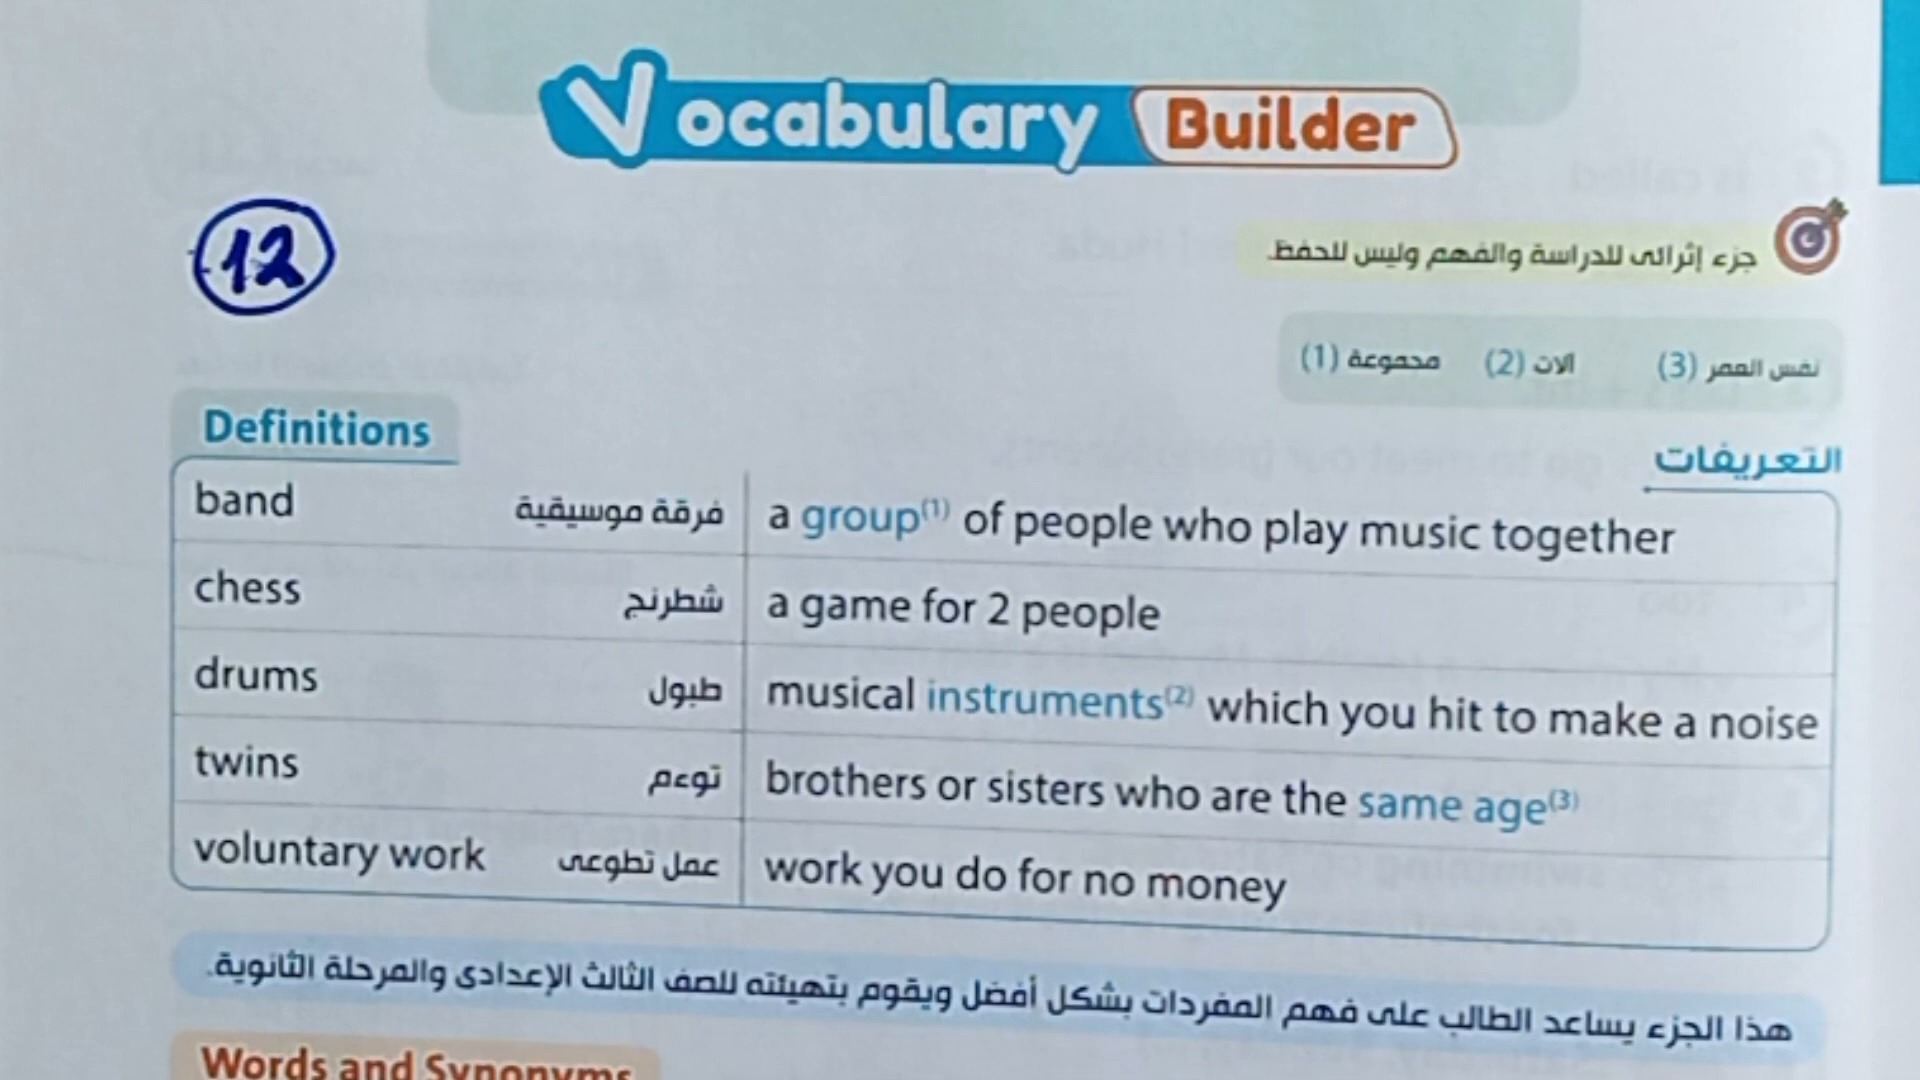 Vocabulary Builder
12
جزء إثرائى للدراسة والفهم وليس للحفظ.
(1) مجموعة (2) آلات (3) نفس العمر
Definitions التعريفات
band فرقة موسيقية a group(1) of people who play music together
chess شطرنج a game for 2 people
drums طبول musical instruments(2) which you hit to make a noise
twins توءم brothers or sisters who are the same age(3)
voluntary work عمل تطوعى work you do for no money
هذا الجزء يساعد الطالب على فهم المفردات بشكل أفضل ويقوم بتهيئته للصف الثالث الإعدادى والمرحلة الثانوية.
Words and Synonyms